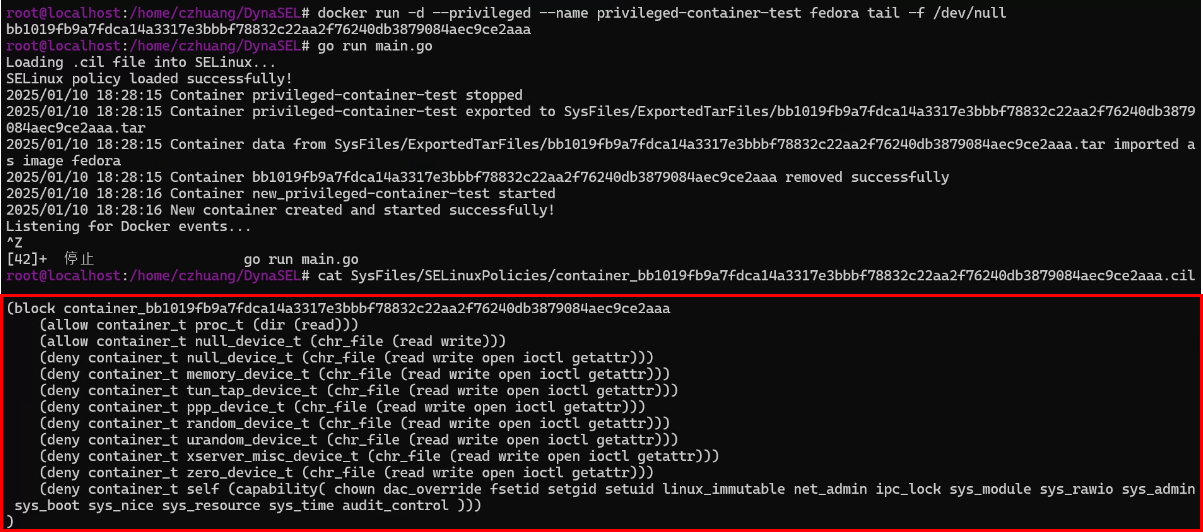 root@localhost:/home/czhuang/DynaSEL# docker run -d --privileged --name privileged-container-test fedora tail -f /dev/null
bb1019fb9a7fdca14a3317e3bbbf78832c22aa2f76240db3879084aec9ce2aaa
root@localhost:/home/czhuang/DynaSEL# go run main.go
Loading .cil file into SELinux...
SELinux policy loaded successfully!
2025/01/10 18:28:15 Container privileged-container-test stopped
2025/01/10 18:28:15 Container privileged-container-test exported to SysFiles/ExportedTarFiles/bb1019fb9a7fdca14a3317e3bbbf78832c22aa2f76240db3879
084aec9ce2aaa.tar
2025/01/10 18:28:15 Container data from SysFiles/ExportedTarFiles/bb1019fb9a7fdca14a3317e3bbbf78832c22aa2f76240db3879084aec9ce2aaa.tar imported a
s image fedora
2025/01/10 18:28:15 Container bb1019fb9a7fdca14a3317e3bbbf78832c22aa2f76240db3879084aec9ce2aaa removed successfully
2025/01/10 18:28:16 Container new_privileged-container-test started
2025/01/10 18:28:16 New container created and started successfully!
Listening for Docker events...
^Z
[42]+  停止                  go run main.go
root@localhost:/home/czhuang/DynaSEL# cat SysFiles/SELinuxPolicies/container_bb1019fb9a7fdca14a3317e3bbbf78832c22aa2f76240db3879084aec9ce2aaa.cil
(block container_bb1019fb9a7fdca14a3317e3bbbf78832c22aa2f76240db3879084aec9ce2aaa
    (allow container_t proc_t (dir (read)))
    (allow container_t null_device_t (chr_file (read write)))
    (deny container_t null_device_t (chr_file (read write open ioctl getattr)))
    (deny container_t memory_device_t (chr_file (read write open ioctl getattr)))
    (deny container_t tun_tap_device_t (chr_file (read write open ioctl getattr)))
    (deny container_t ppp_device_t (chr_file (read write open ioctl getattr)))
    (deny container_t random_device_t (chr_file (read write open ioctl getattr)))
    (deny container_t urandom_device_t (chr_file (read write open ioctl getattr)))
    (deny container_t xserver_misc_device_t (chr_file (read write open ioctl getattr)))
    (deny container_t zero_device_t (chr_file (read write open ioctl getattr)))
    (deny container_t self (capability( chown dac_override fsetid setgid setuid linux_immutable net_admin ipc_lock sys_module sys_rawio sys_admin
 sys_boot sys_nice sys_resource sys_time audit_control )))
)